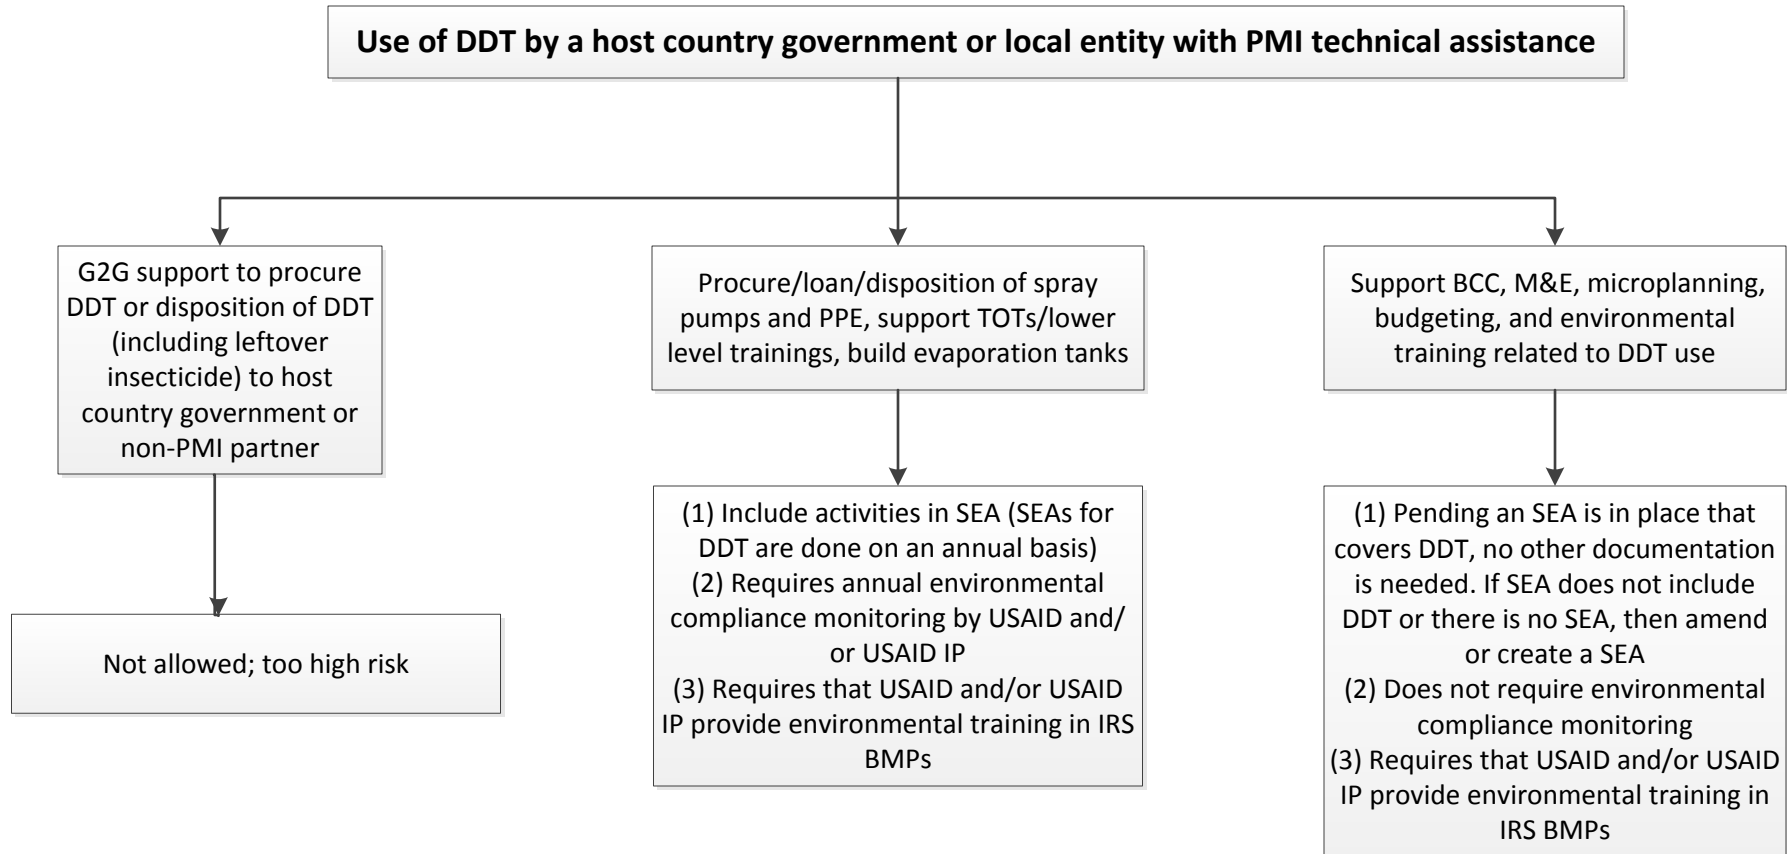 Use of DDT by a host country government or local entity with PMI technical assistance
G2G support to procure
DDT or disposition of DDT
(including leftover
insecticide) to host
country government or
non-PMI partner
Procure/loan/disposition of spray
pumps and PPE, support TOTs/lower
level trainings, build evaporation tanks
Support BCC, M&E, microplanning,
budgeting, and environmental
training related to DDT use
Not allowed; too high risk
(1) Include activities in SEA (SEAs for
DDT are done on an annual basis)
(2) Requires annual environmental
compliance monitoring by USAID and/
or USAID IP
(3) Requires that USAID and/or USAID
IP provide environmental training in IRS
BMPs
(1) Pending an SEA is in place that
covers DDT, no other documentation
is needed. If SEA does not include
DDT or there is no SEA, then amend
or create a SEA
(2) Does not require environmental
compliance monitoring
(3) Requires that USAID and/or USAID
IP provide environmental training in
IRS BMPs